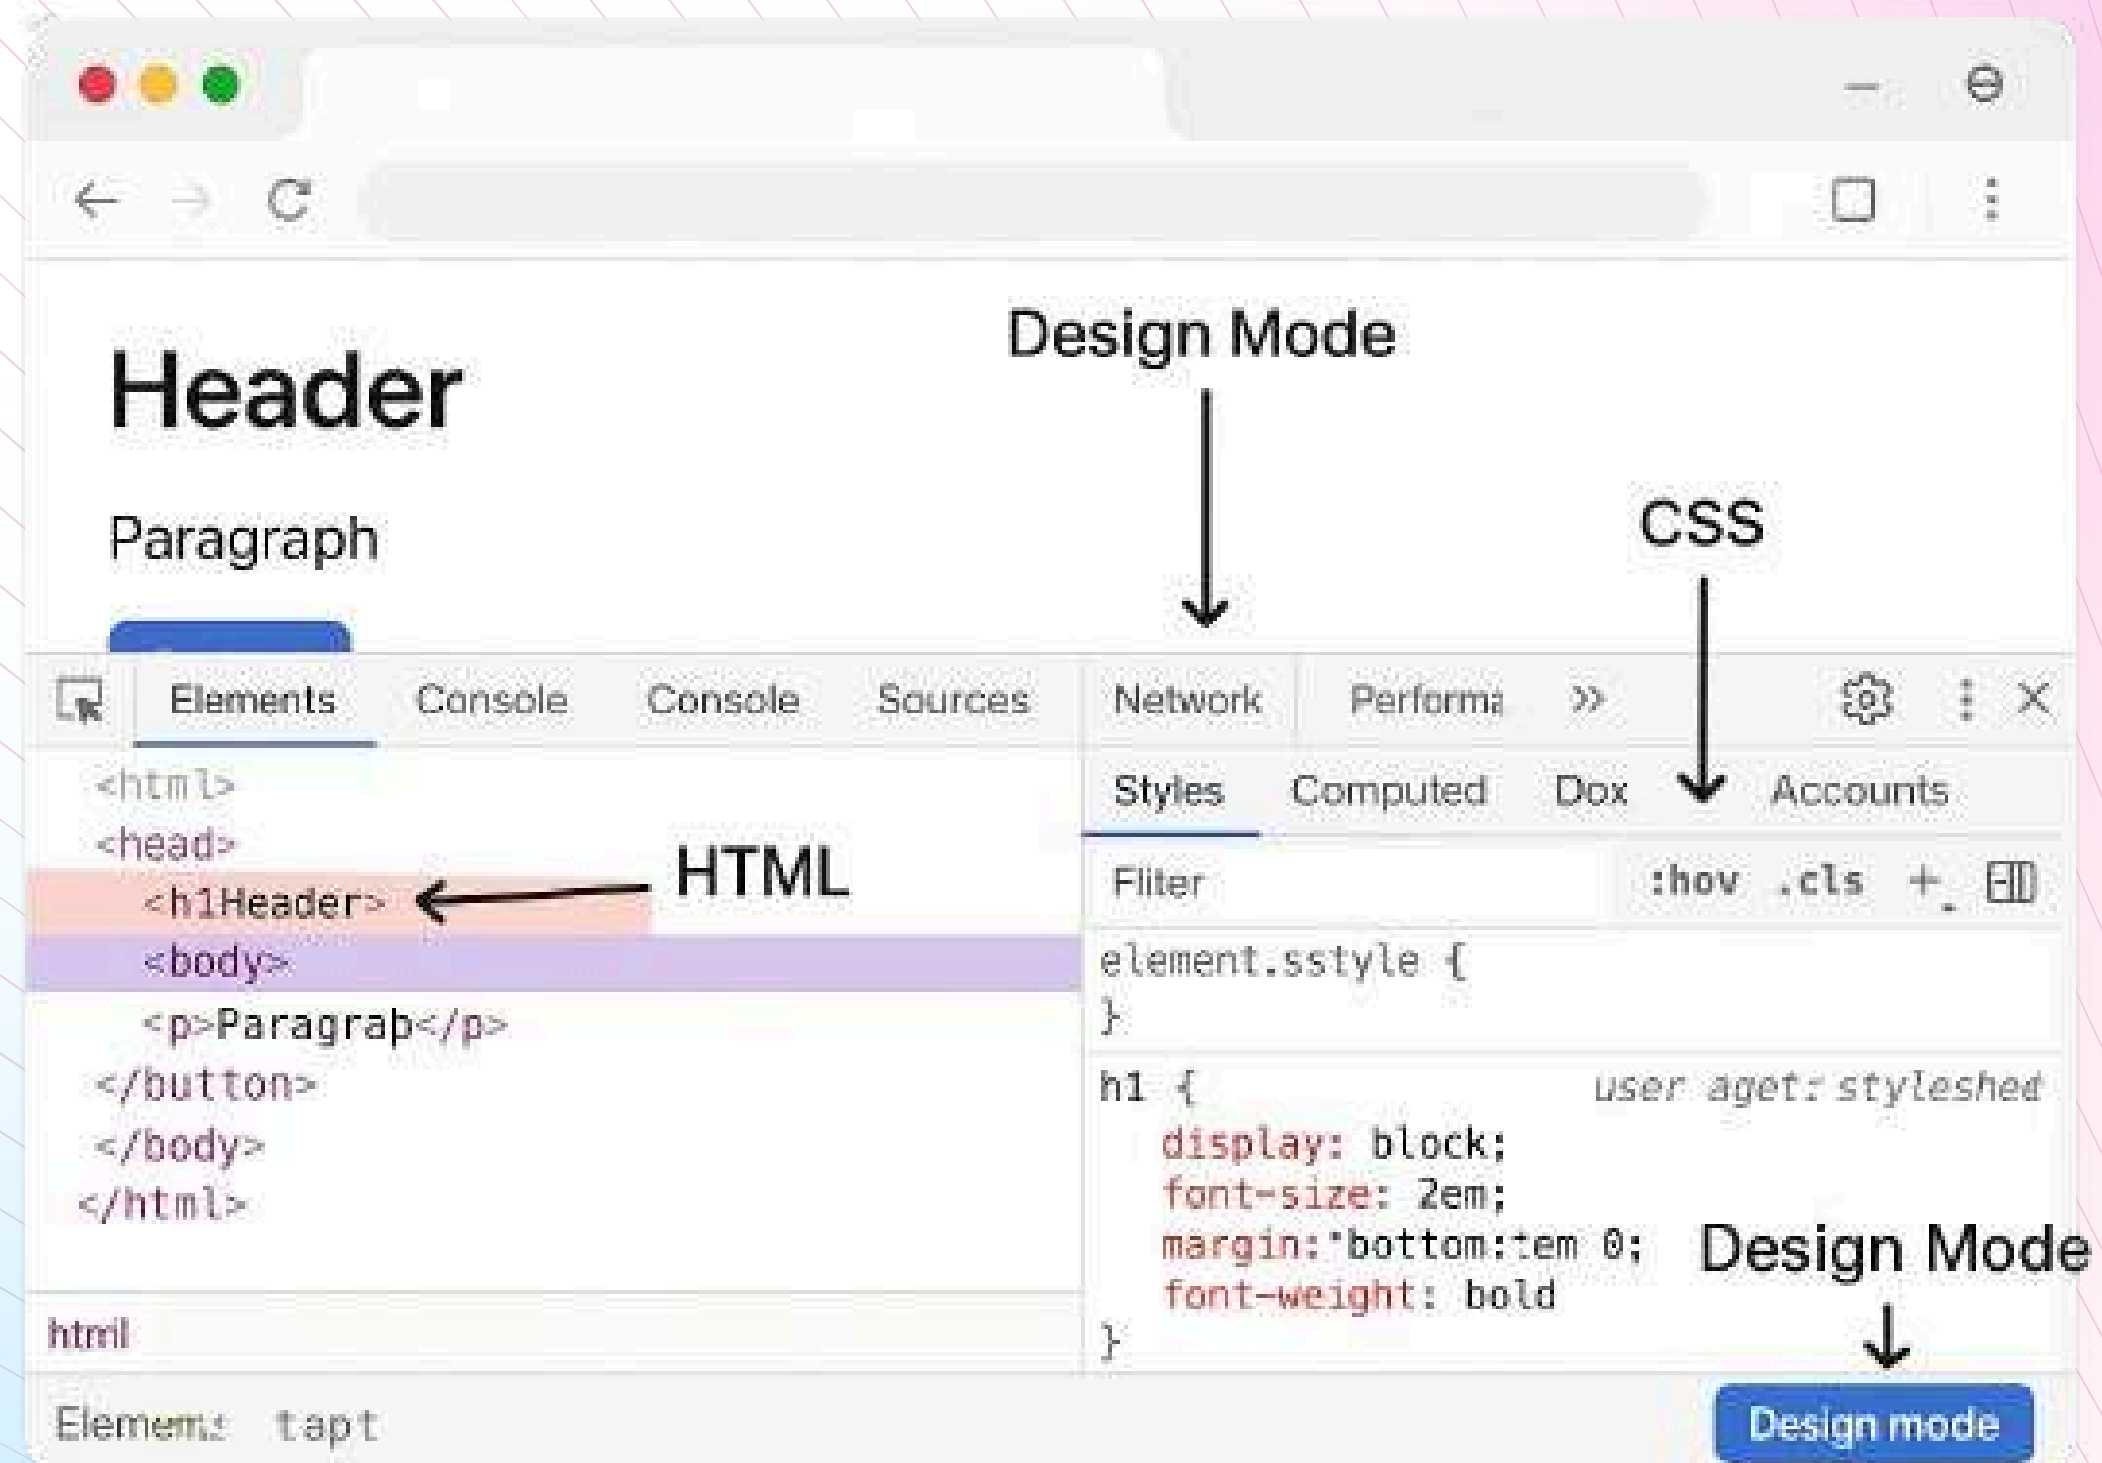 Header
Design Mode
CSS
Paragraph
Elements Console Console Sources Network Performa »
Styles Computed Dox Accounts
<html>
<head>
<h1Header>
HTML
<body>
<p>Paragrap</p>
</button>
</body>
</html>
html
Fliter :hov .cls +
element.sstyle {
}
h1 { user aget: styleshed
display: block;
font-size: 2em;
margin: bottom: em 0;
font-weight: bold
}
Design Mode
tapt
Design mode